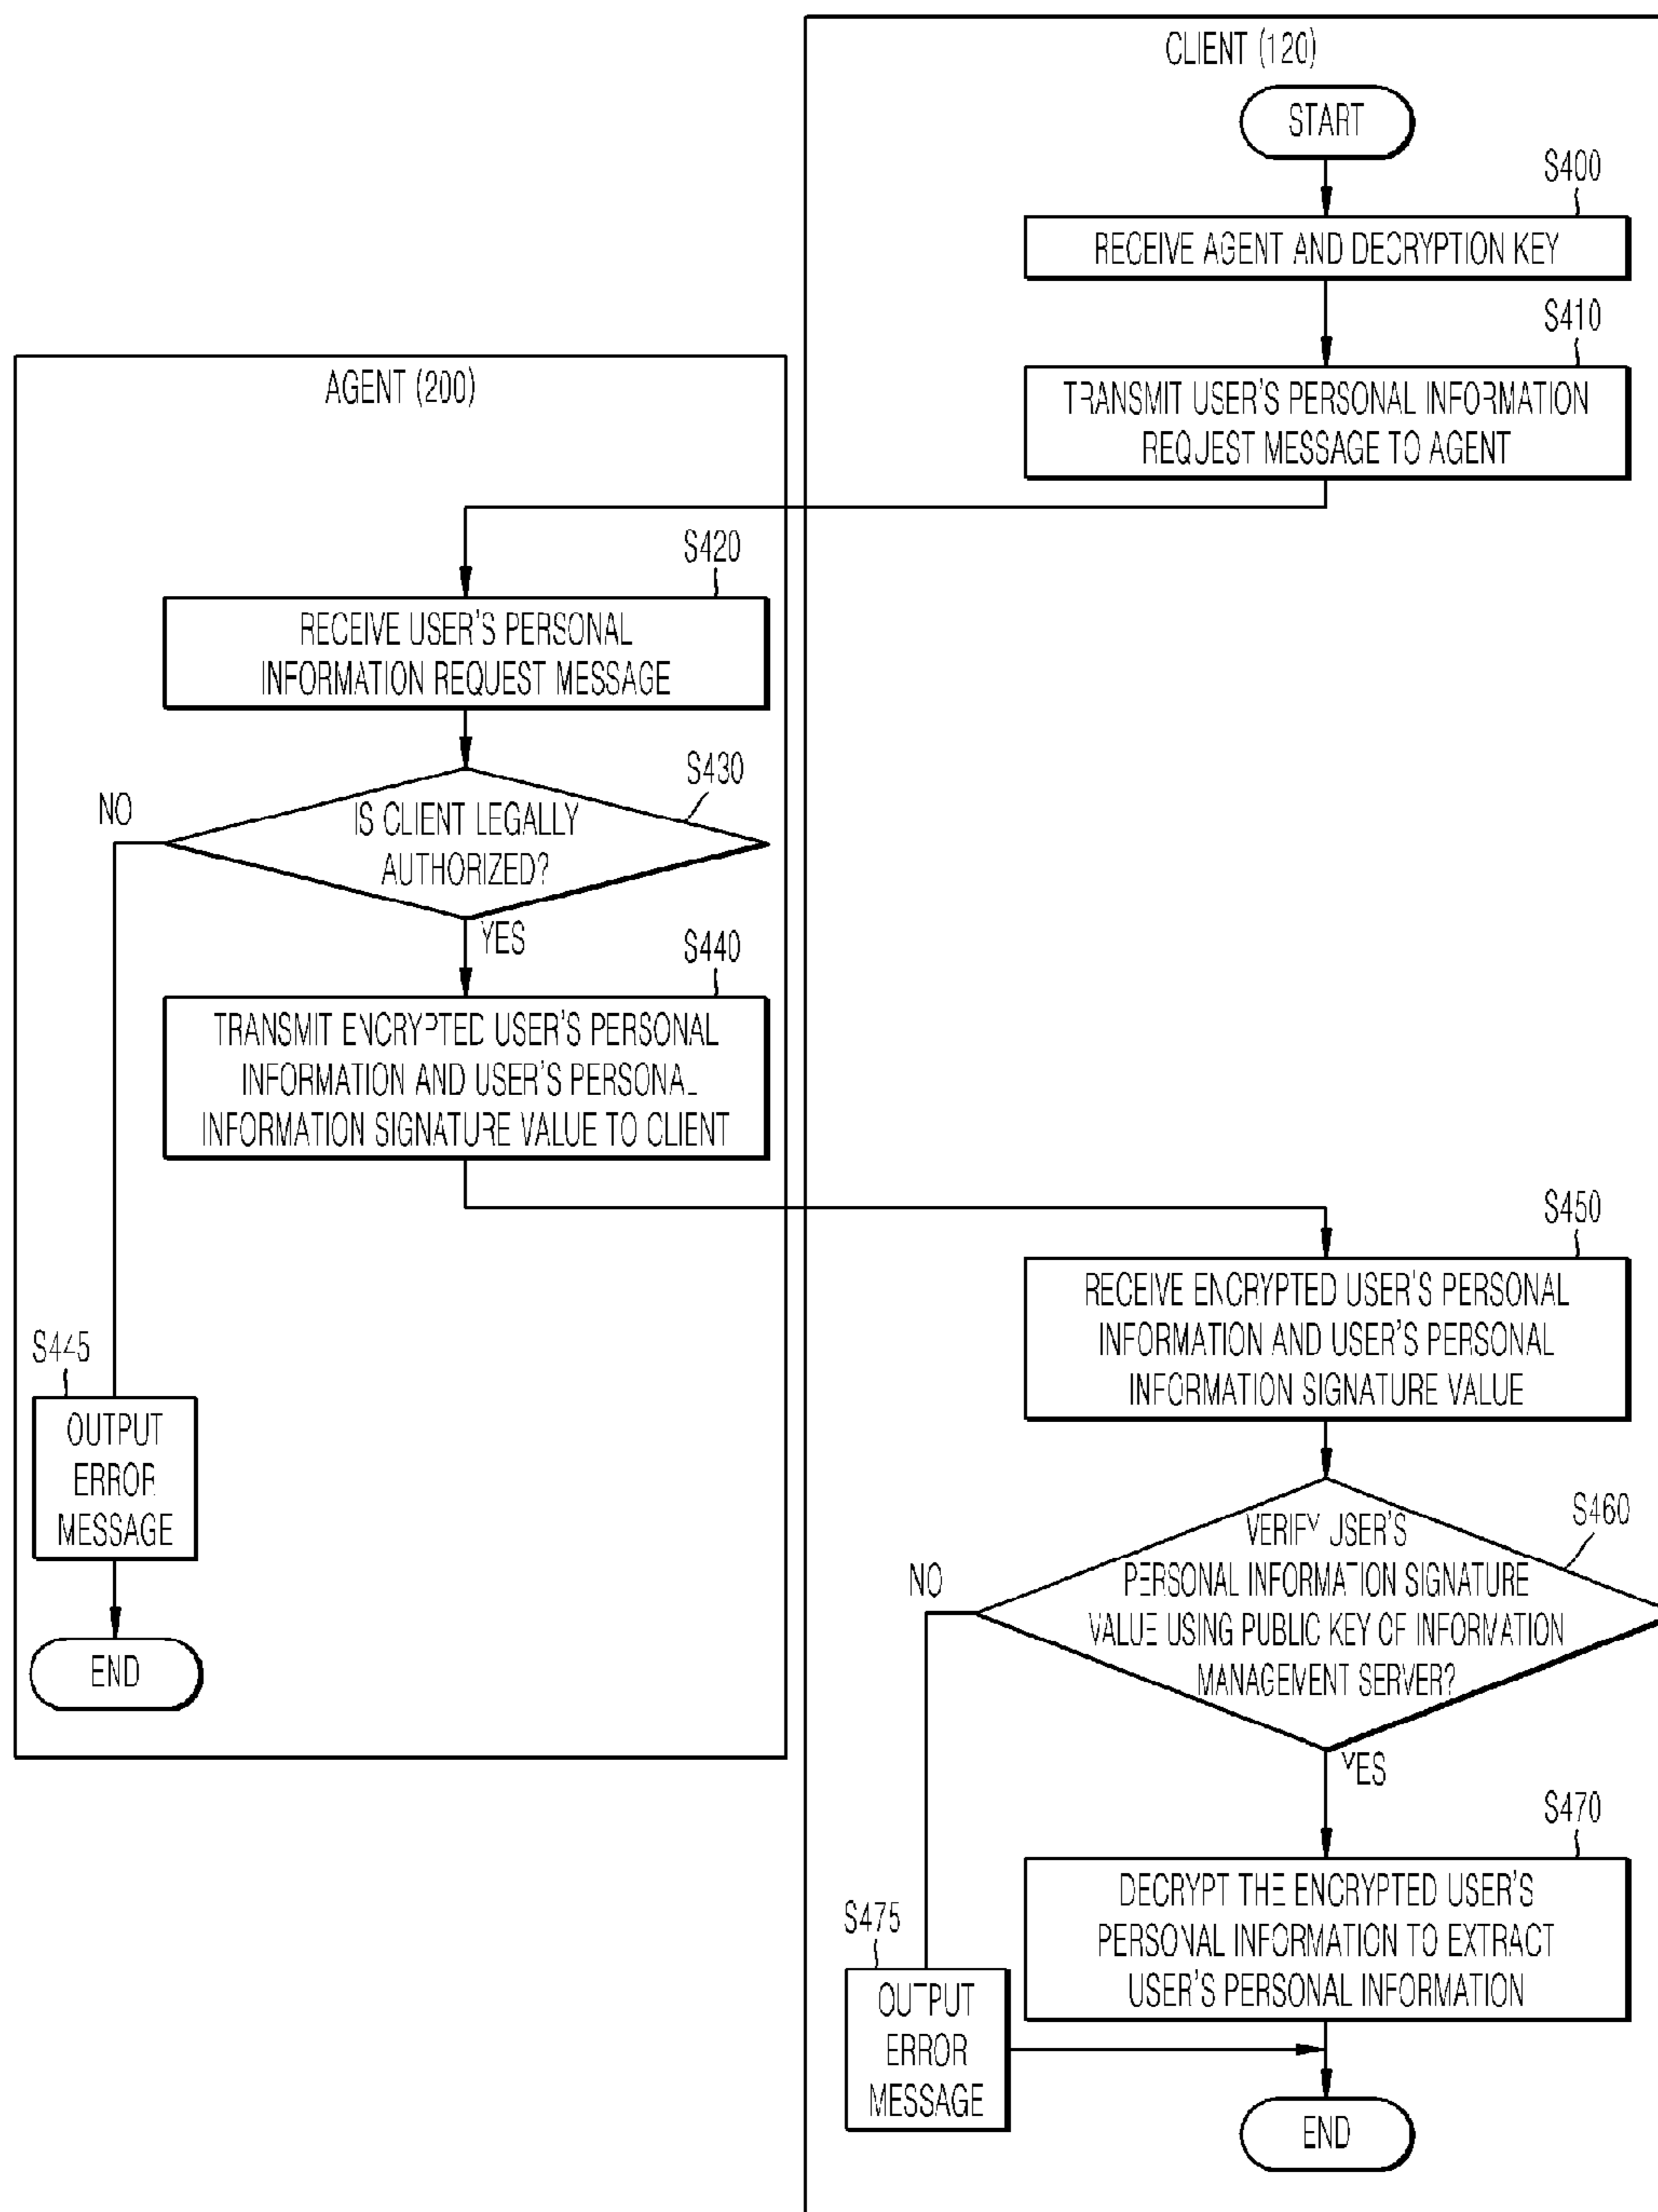 CLIENT (120)
START
S400
RECEIVE AGENT AND DECRYPTION KEY
S410
TRANSMIT USER'S PERSONAL INFORMATION
REQUEST MESSAGE TO AGENT
AGENT (200)
S420
RECEIVE USER'S PERSONAL
INFORMATION REQUEST MESSAGE
S430
NO
IS CLIENT LEGALLY
AUTHORIZED?
YES
S440
TRANSMIT ENCRYPTED USER'S PERSONAL
INFORMATION AND USER'S PERSONAL
INFORMATION SIGNATURE VALUE TO CLIENT
S450
RECEIVE ENCRYPTED USER'S PERSONAL
INFORMATION AND USER'S PERSONAL
INFORMATION SIGNATURE VALUE
S445
OUTPUT
ERROR
MESSAGE
END
S460
NO
VERIFY USER'S
PERSONAL INFORMATION SIGNATURE
VALUE USING PUBLIC KEY OF INFORMATION
MANAGEMENT SERVER?
YES
S470
DECRYPT THE ENCRYPTED USER'S
PERSONAL INFORMATION TO EXTRACT
USER'S PERSONAL INFORMATION
S475
OUTPUT
ERROR
MESSAGE
END